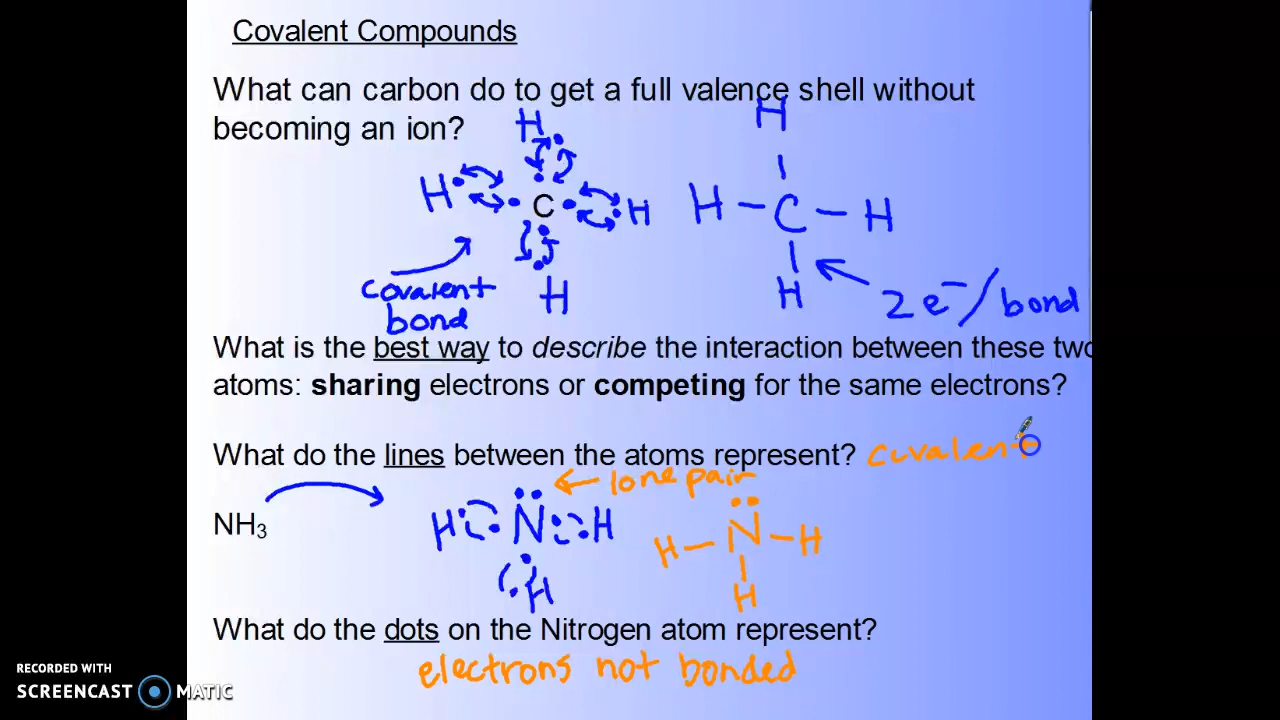 Covalent Compounds
What can carbon do to get a full valence shell without
becoming an ion?
H
H C H
H
covalent
bond
H
H - C - H
H
2 e⁻/bond
What is the best way to describe the interaction between these two
atoms: sharing electrons or competing for the same electrons?
What do the lines between the atoms represent? covalent
← lone pair
NH₃
H N H
H
H - N - H
H
What do the dots on the Nitrogen atom represent?
electrons not bonded
RECORDED WITH
SCREENCAST MATIC